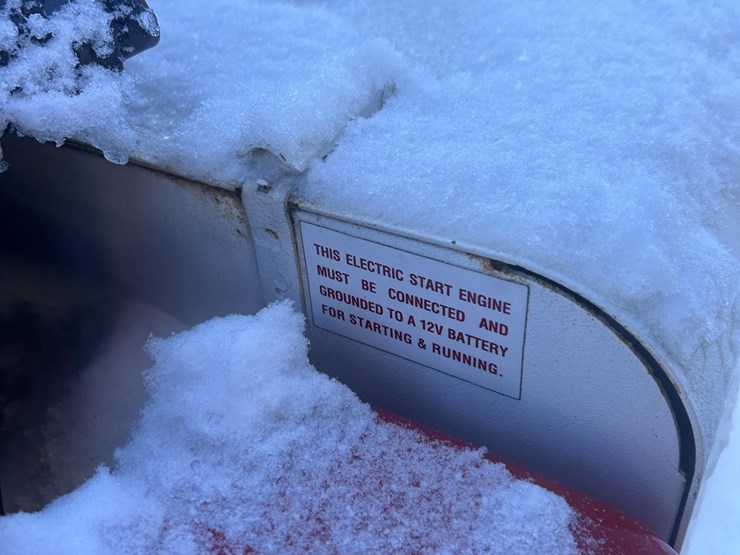 THIS ELECTRIC START ENGINE
MUST BE CONNECTED AND
GROUNDED TO A 12V BATTERY
FOR STARTING & RUNNING.